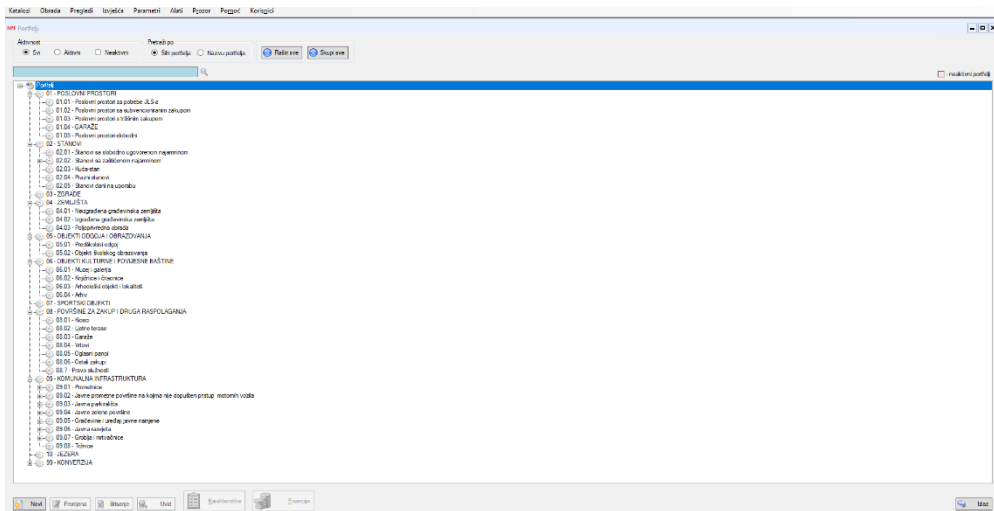 Katalozi Obrada Pregledi Izvješća Parametri Alati Prozor Pomoć Korisnici
Portfelji
Aktivnost
Svi Aktivni Neaktivni
Pretraži po
Šifri portfelja Nazivu portfelja
Raširi sve Skupi sve
- neaktivni portfelji
Portfelji
01 - POSLOVNI PROSTORI
01.01 - Poslovni prostori za potrebe JLS-a
01.02 - Poslovni prostori sa subvencioniranim zakupom
01.03 - Poslovni prostori s tržišnim zakupom
01.04 - GARAŽE
01.05 - Poslovni prostori-slobodni
02 - STANOVI
02.01 - Stanovi sa slobodno ugovorenom najamninom
02.02 - Stanovi sa zaštićenom najamninom
02.03 - Kuća-stan
02.04 - Prazni stanovi
02.05 - Stanovi dani na uporabu
03 - ZGRADE
04 - ZEMLJIŠTA
04.01 - Neizgrađena građevinska zemljišta
04.02 - Izgrađena građevinska zemljišta
04.03 - Poljoprivredna obrada
05 - OBJEKTI ODGOJA I OBRAZOVANJA
05.01 - Predškolski odgoj
05.02 - Objekti školskog obrazovanja
06 - OBJEKTI KULTURNE I POVIJESNE BAŠTINE
06.01 - Muzej i galerija
06.02 - Knjižnice i čitaonice
06.03 - Arheološki objekti i lokaliteti
06.04 - Arhiv
07 - SPORTSKI OBJEKTI
08 - POVRŠINE ZA ZAKUP I DRUGA RASPOLAGANJA
08.01 - Kiosci
08.02 - Ljetne terase
08.03 - Garaže
08.04 - Vrtovi
08.05 - Oglasni panoi
08.06 - Ostali zakupi
08.7 - Prava služnosti
09 - KOMUNALNA INFRASTRUKTURA
09.01 - Prometnice
09.02 - Javne prometne površine na kojima nije dopušten pristup motornih vozila
09.03 - Javna parkirališta
09.04 - Javne zelene površine
09.05 - Građevine i uređaji javne namjene
09.06 - Javna rasvjeta
09.07 - Groblja i mrtvačnice
09.08 - Tržnice
10 - JEZERA
99 - KONVERZIJA
Novi Promjena Brisanje Uvid Karakteristike Financije Izlaz